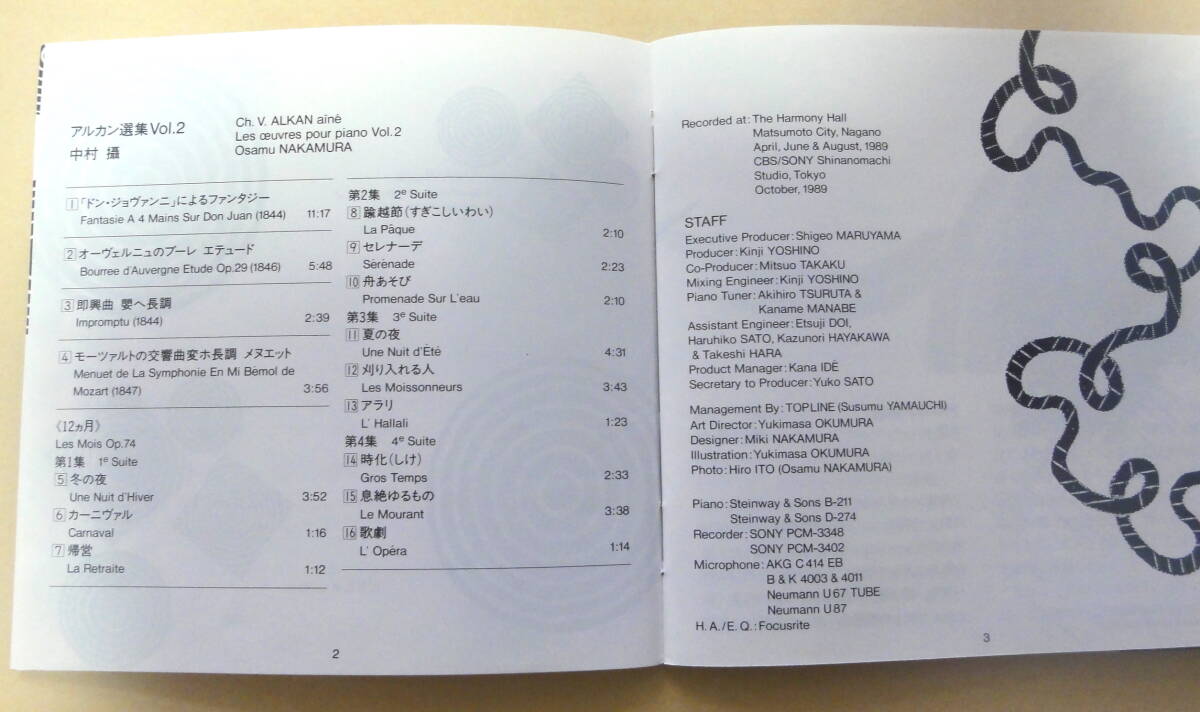 アルカン選集Vol.2
中村 攝
Ch. V. ALKAN aîné
Les œuvres pour piano Vol.2
Osamu NAKAMURA
1 「ドン・ジョヴァンニ」によるファンタジー
Fantasie A 4 Mains Sur Don Juan (1844) 11:17
2 オーヴェルニュのブーレ エテュード
Bourree d'Auvergne Etude Op.29 (1846) 5:48
3 即興曲 嬰ヘ長調
Impromptu (1844) 2:39
4 モーツァルトの交響曲変ホ長調 メヌエット
Menuet de La Symphonie En Mi Bémol de
Mozart (1847) 3:56
《12ヵ月》
Les Mois Op.74
第1集 1e Suite
5 冬の夜
Une Nuit d'Hiver 3:52
6 カーニヴァル
Carnaval 1:16
7 帰営
La Retraite 1:12
第2集 2e Suite
8 踰越節(すぎこしいわい)
La Pâque 2:10
9 セレナーデ
Sérènade 2:23
10 舟あそび
Promenade Sur L'eau 2:10
第3集 3e Suite
11 夏の夜
Une Nuit d'Èté 4:31
12 刈り入れる人
Les Moissonneurs 3:43
13 アラリ
L' Hallali 1:23
第4集 4e Suite
14 時化(しけ)
Gros Temps 2:33
15 息絶ゆるもの
Le Mourant 3:38
16 歌劇
L' Opéra 1:14
2
Recorded at: The Harmony Hall
Matsumoto City, Nagano
April, June & August, 1989
CBS/SONY Shinanomachi
Studio, Tokyo
October, 1989
STAFF
Executive Producer: Shigeo MARUYAMA
Producer: Kinji YOSHINO
Co-Producer: Mitsuo TAKAKU
Mixing Engineer: Kinji YOSHINO
Piano Tuner: Akihiro TSURUTA &
Kaname MANABE
Assistant Engineer: Etsuji DOI,
Haruhiko SATO, Kazunori HAYAKAWA
& Takeshi HARA
Product Manager: Kana IDÈ
Secretary to Producer: Yuko SATO
Management By: TOPLINE (Susumu YAMAUCHI)
Art Director: Yukimasa OKUMURA
Designer: Miki NAKAMURA
Illustration: Yukimasa OKUMURA
Photo: Hiro ITO (Osamu NAKAMURA)
Piano: Steinway & Sons B-211
Steinway & Sons D-274
Recorder: SONY PCM-3348
SONY PCM-3402
Microphone: AKG C 414 EB
B & K 4003 & 4011
Neumann U 67 TUBE
Neumann U 87
H. A./E. Q.: Focusrite
3